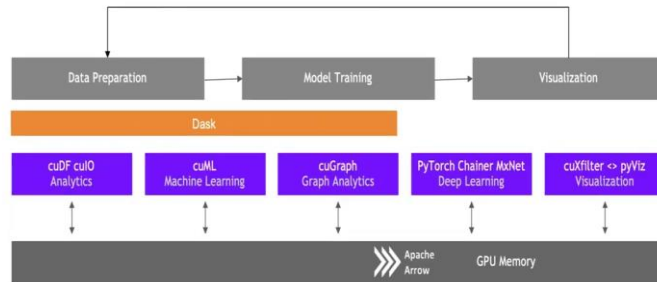 Data Preparation
Model Training
Visualization
Dask
cuDF cuIO
Analytics
cuML
Machine Learning
cuGraph
Graph Analytics
PyTorch Chainer MxNet
Deep Learning
cuXfilter <> pyViz
Visualization
Apache
Arrow
GPU Memory